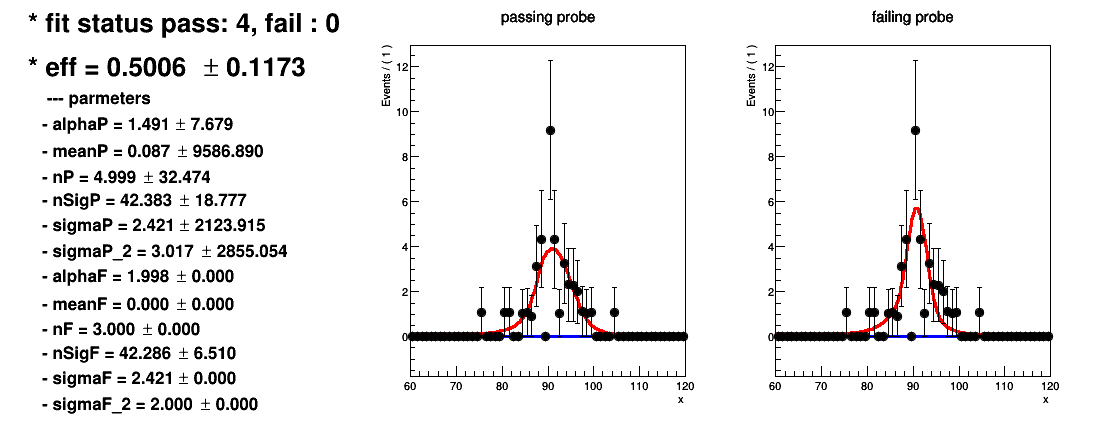 * fit status pass: 4, fail : 0
* eff = 0.5006 ± 0.1173
--- parmeters
- alphaP = 1.491 ± 7.679
- meanP = 0.087 ± 9586.890
- nP = 4.999 ± 32.474
- nSigP = 42.383 ± 18.777
- sigmaP = 2.421 ± 2123.915
- sigmaP_2 = 3.017 ± 2855.054
- alphaF = 1.998 ± 0.000
- meanF = 0.000 ± 0.000
- nF = 3.000 ± 0.000
- nSigF = 42.286 ± 6.510
- sigmaF = 2.421 ± 0.000
- sigmaF_2 = 2.000 ± 0.000
passing probe
Events / ( 1 )
12
10
8
6
4
2
0
60 70 80 90 100 110 120
x
failing probe
Events / ( 1 )
12
10
8
6
4
2
0
60 70 80 90 100 110 120
x